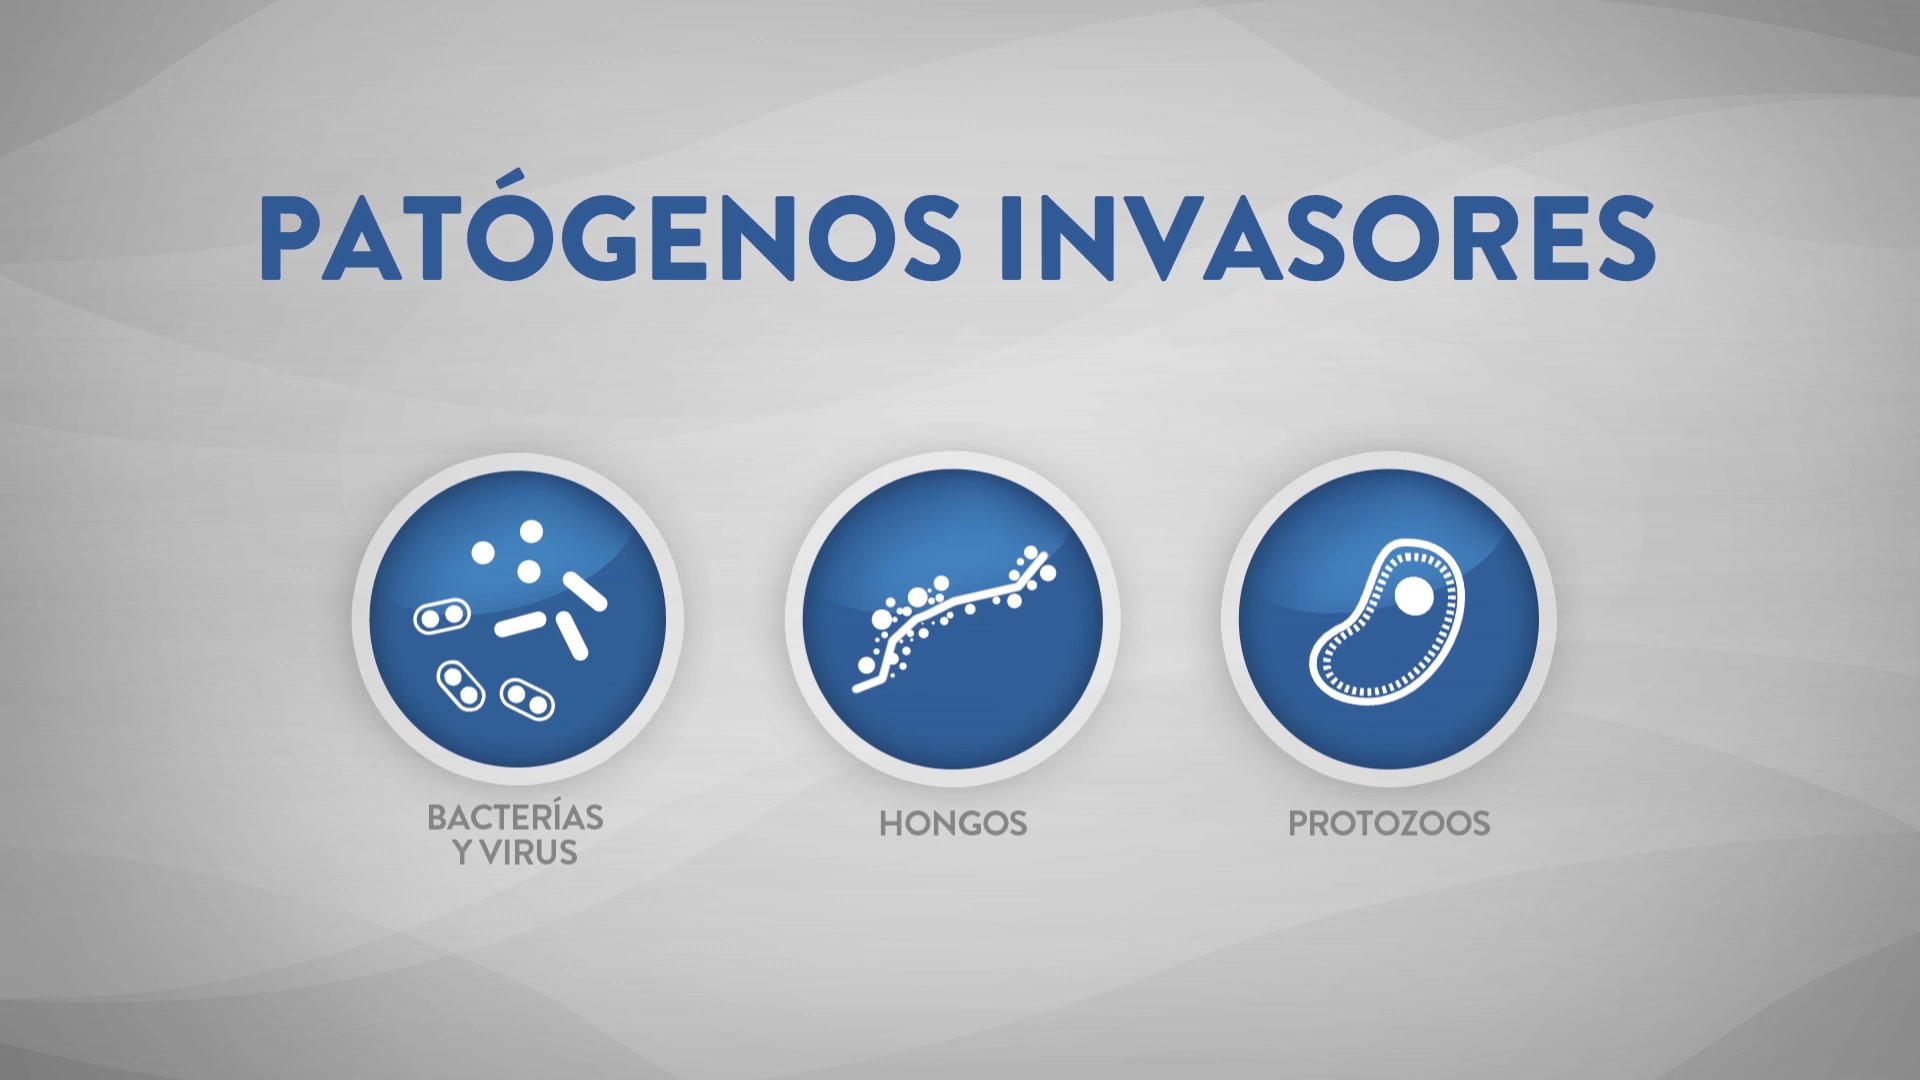 PATÓGENOS INVASORES
BACTERÍAS
Y VIRUS
HONGOS
PROTOZOOS